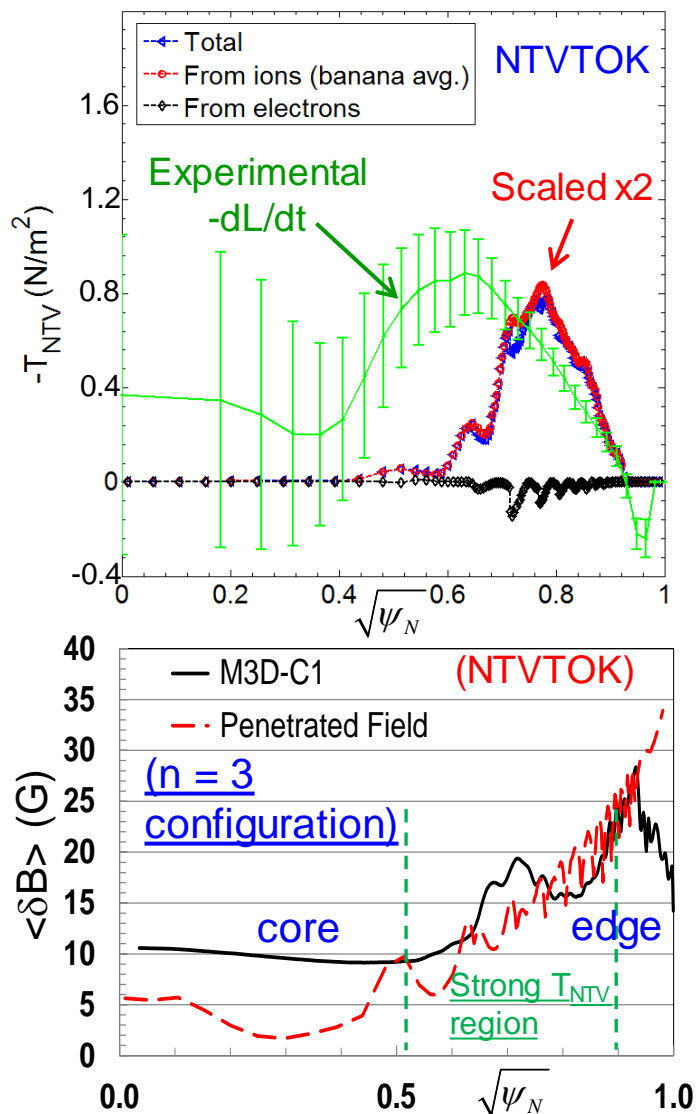 Total
From ions (banana avg.)
From electrons
NTVTOK
Experimental
-dL/dt
Scaled x2
-T_NTV (N/m²)
1.6
1.2
0.8
0.4
0
-0.4
0 0.2 0.4 0.6 0.8 1
√ψ_N
M3D-C1
Penetrated Field
(NTVTOK)
(n = 3
configuration)
core
edge
Strong T_NTV
region
<δB> (G)
40
35
30
25
20
15
10
5
0
0.0 0.5 1.0
√ψ_N